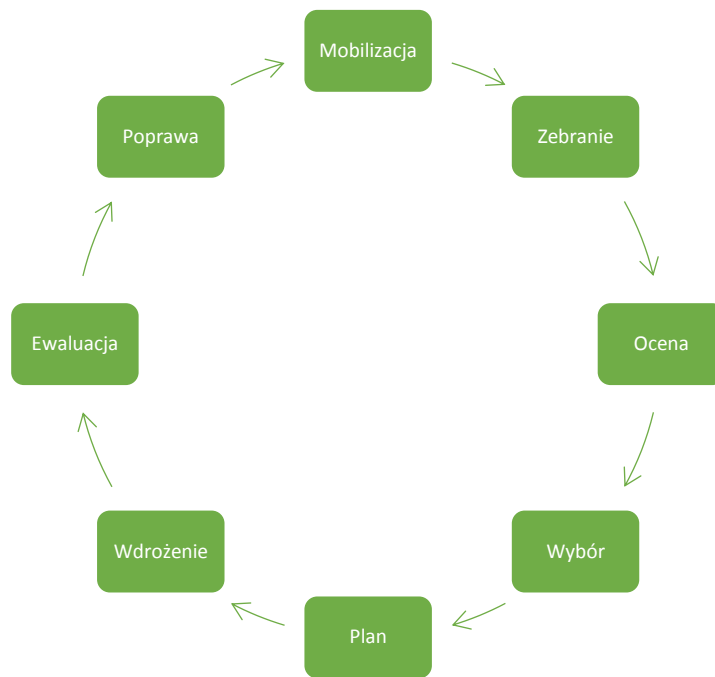 Mobilizacja
Zebranie
Ocena
Wybór
Plan
Wdrożenie
Ewaluacja
Poprawa